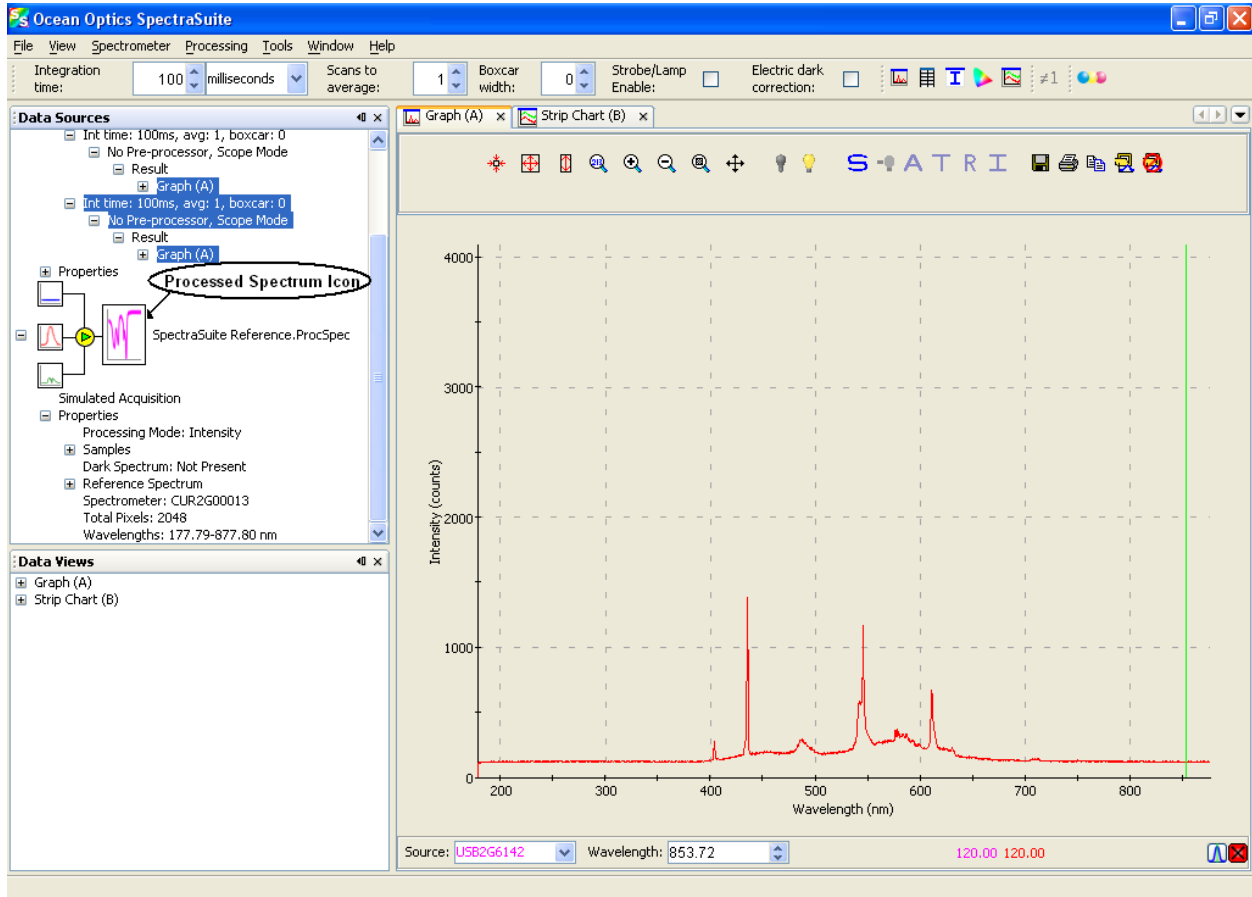 Ocean Optics SpectraSuite
File View Spectrometer Processing Tools Window Help
Integration time: 100 milliseconds Scans to average: 1 Boxcar width: 0 Strobe/Lamp Enable: Electric dark correction: ≠1
Data Sources
Int time: 100ms, avg: 1, boxcar: 0
No Pre-processor, Scope Mode
Result
Graph (A)
Int time: 100ms, avg: 1, boxcar: 0
No Pre-processor, Scope Mode
Result
Graph (A)
Properties
Processed Spectrum Icon
SpectraSuite Reference.ProcSpec
Simulated Acquisition
Properties
Processing Mode: Intensity
Samples
Dark Spectrum: Not Present
Reference Spectrum
Spectrometer: CUR2G00013
Total Pixels: 2048
Wavelengths: 177.79-877.80 nm
Data Views
Graph (A)
Strip Chart (B)
Graph (A) Strip Chart (B)
S A T R I
4000
3000
2000
1000
0
Intensity (counts)
200 300 400 500 600 700 800
Wavelength (nm)
Source: USB2G6142 Wavelength: 853.72 120.00 120.00